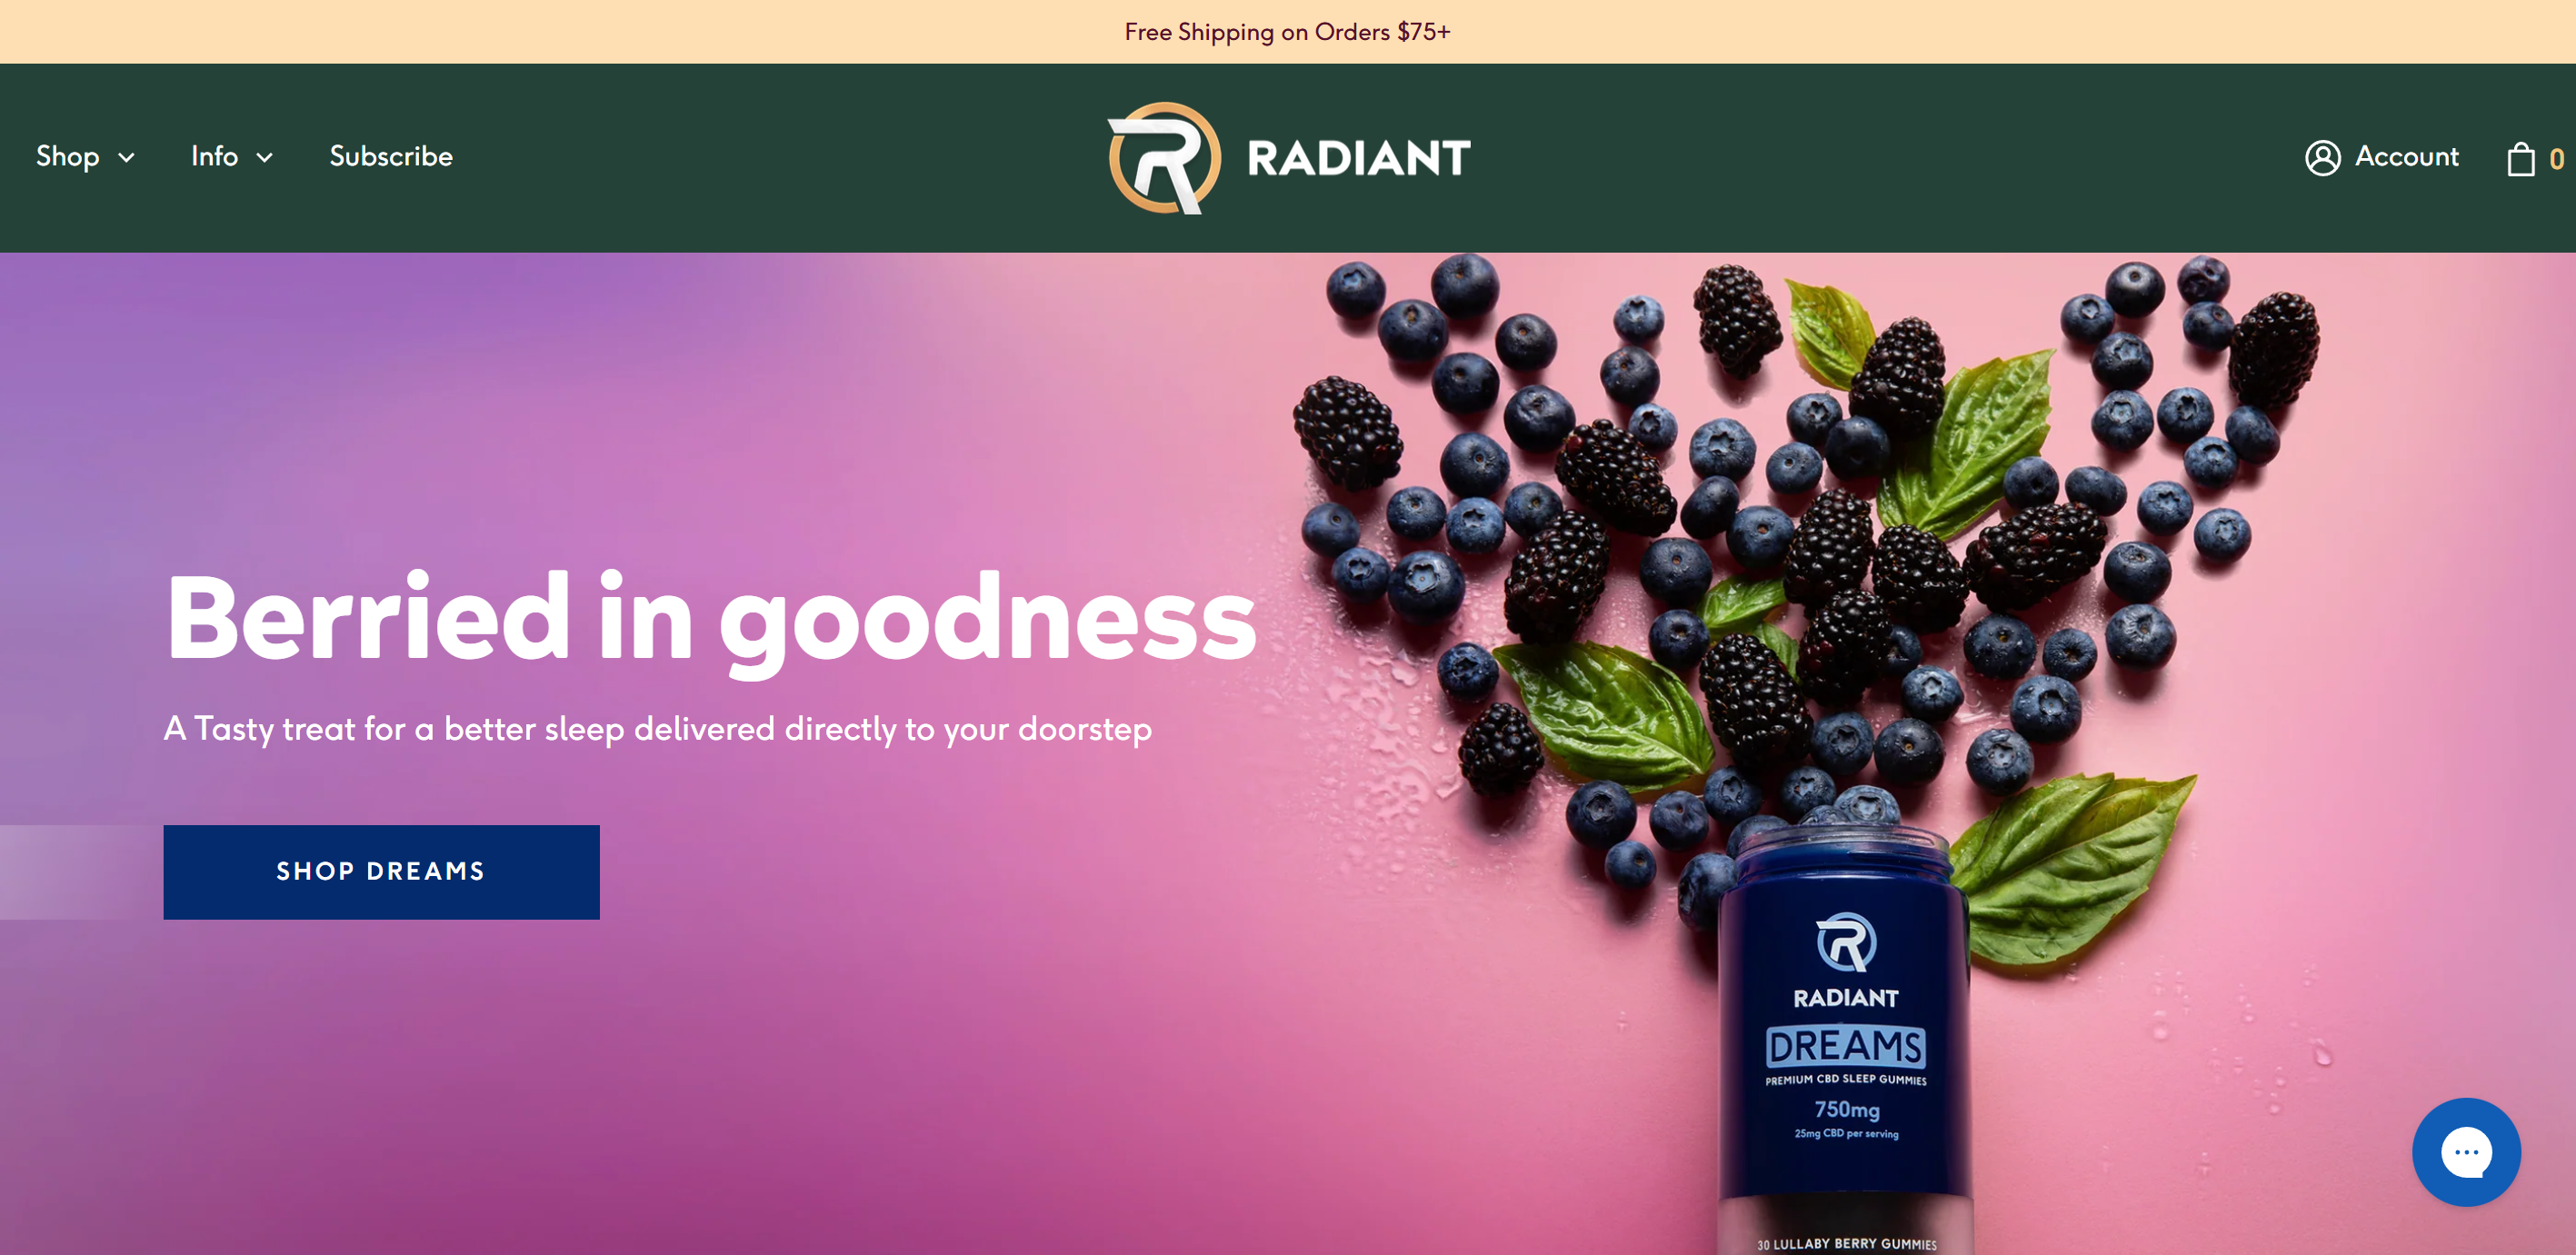 Free Shipping on Orders $75+
Shop
Info
Subscribe
RADIANT
Account
0
Berried in goodness
A Tasty treat for a better sleep delivered directly to your doorstep
SHOP DREAMS
RADIANT
DREAMS
PREMIUM CBD SLEEP GUMMIES
750mg
25mg CBD per serving
30 LULLABY BERRY GUMMIES